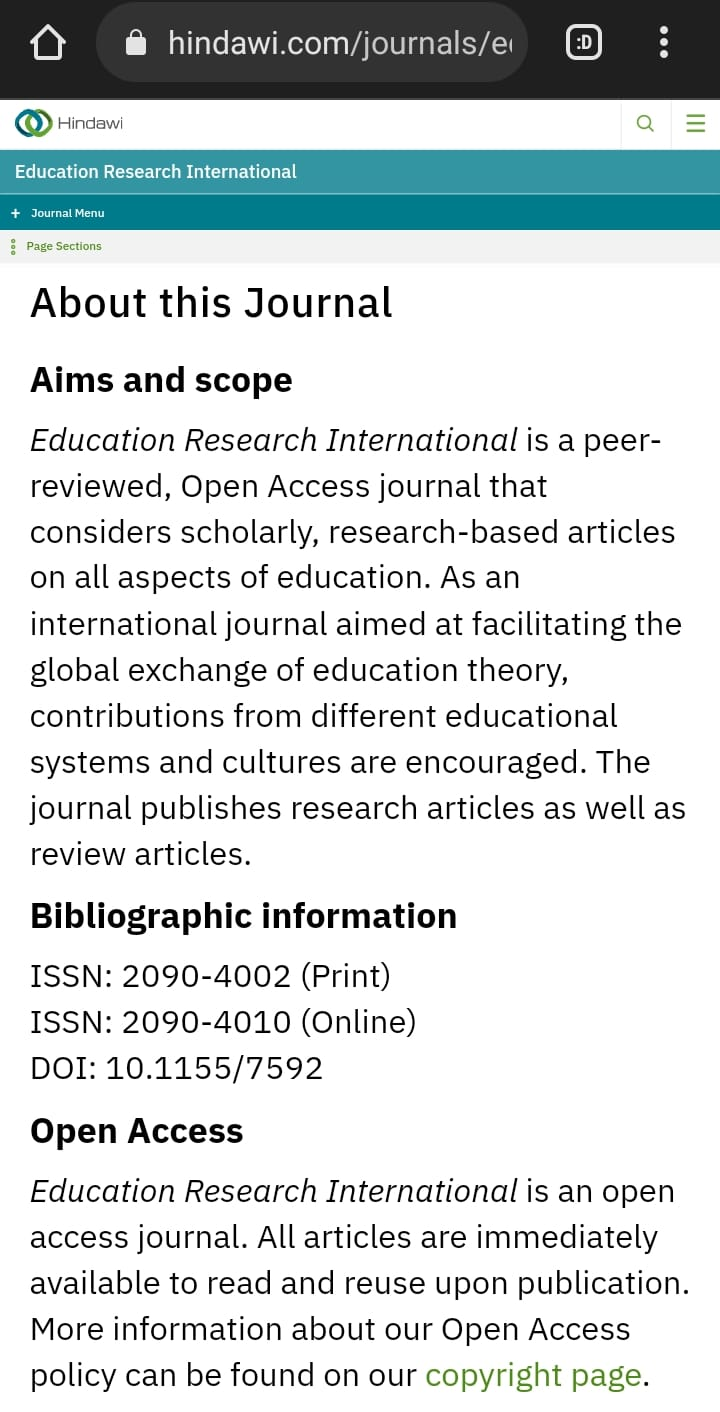 hindawi.com/journals/e
:D
Hindawi
Education Research International
+ Journal Menu
Page Sections
About this Journal
Aims and scope
Education Research International is a peer-
reviewed, Open Access journal that
considers scholarly, research-based articles
on all aspects of education. As an
international journal aimed at facilitating the
global exchange of education theory,
contributions from different educational
systems and cultures are encouraged. The
journal publishes research articles as well as
review articles.
Bibliographic information
ISSN: 2090-4002 (Print)
ISSN: 2090-4010 (Online)
DOI: 10.1155/7592
Open Access
Education Research International is an open
access journal. All articles are immediately
available to read and reuse upon publication.
More information about our Open Access
policy can be found on our copyright page.